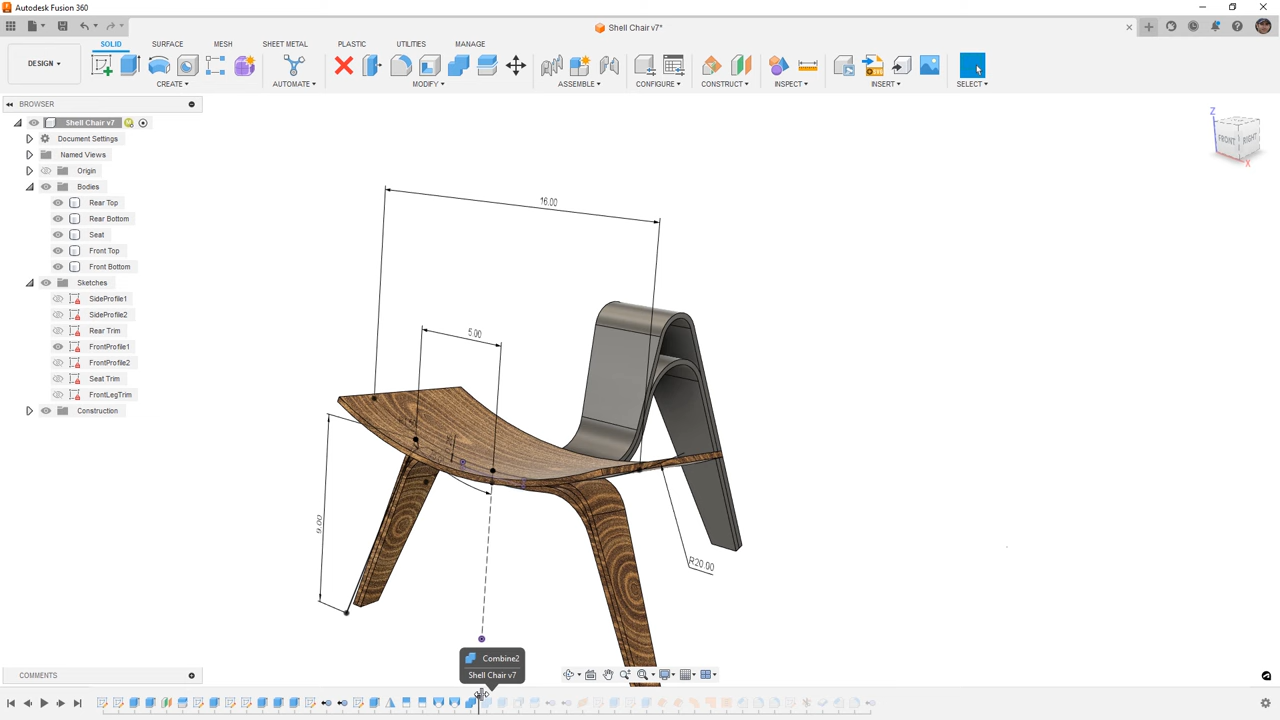 Autodesk Fusion 360
Shell Chair v7*
SOLID SURFACE MESH SHEET METAL PLASTIC UTILITIES MANAGE
DESIGN
CREATE AUTOMATE MODIFY ASSEMBLE CONFIGURE CONSTRUCT INSPECT INSERT SELECT
BROWSER
Shell Chair v7
Document Settings
Named Views
Origin
Bodies
Rear Top
Rear Bottom
Seat
Front Top
Front Bottom
Sketches
SideProfile1
SideProfile2
Rear Trim
FrontProfile1
FrontProfile2
Seat Trim
FrontLegTrim
Construction
Z
FRONT RIGHT
X
16.00
5.00
9.00
R20.00
Combine2
Shell Chair v7
COMMENTS